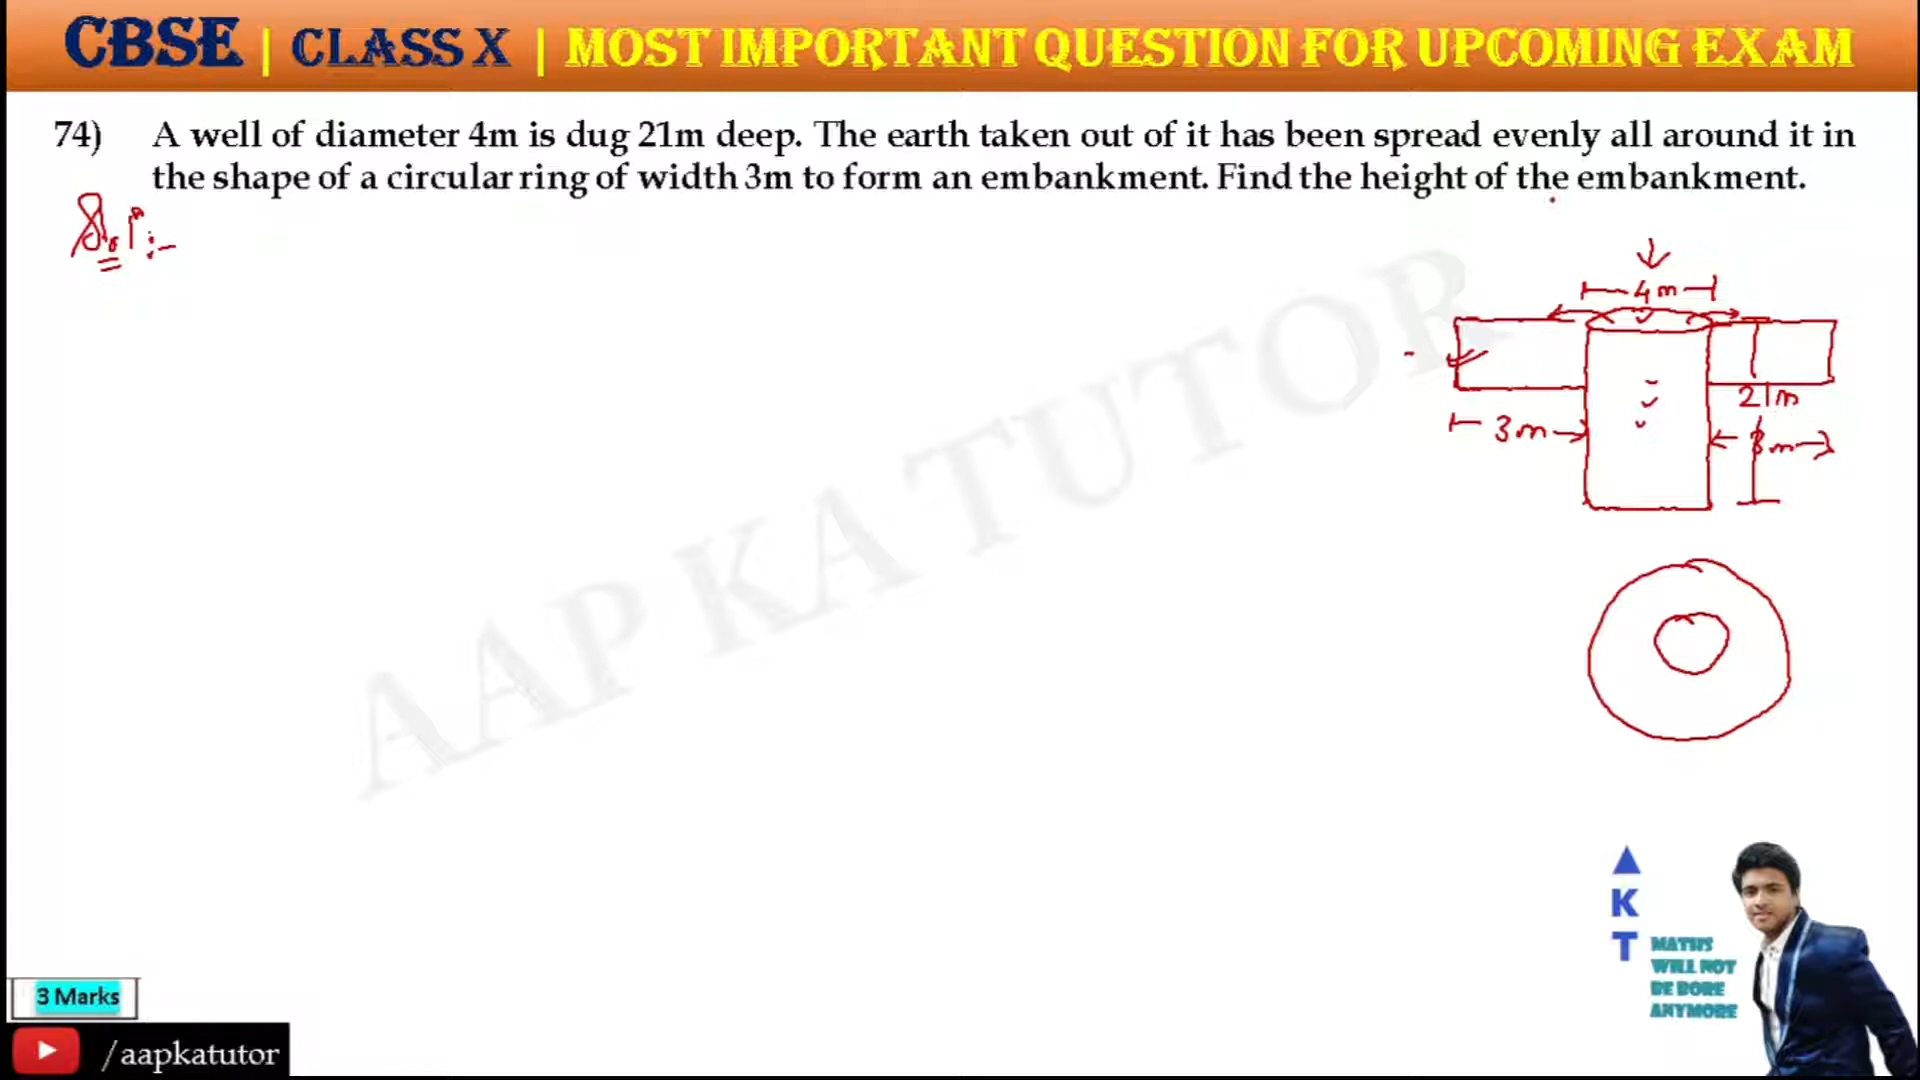 CBSE | CLASS X | MOST IMPORTANT QUESTION FOR UPCOMING EXAM
74) A well of diameter 4m is dug 21m deep. The earth taken out of it has been spread evenly all around it in
the shape of a circular ring of width 3m to form an embankment. Find the height of the embankment.
Sol:-
4m
21m
3m
3m
AAP KA TUTOR
A
K
T
MATHS
WILL NOT
BE BORE
ANYMORE
3 Marks
/aapkatutor